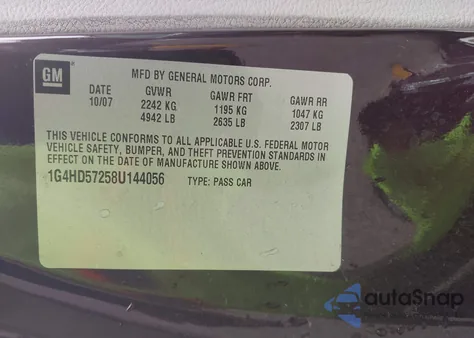 GM
MFD BY GENERAL MOTORS CORP.
DATE GVWR GAWR FRT GAWR RR
10/07 2242 KG 1195 KG 1047 KG
4942 LB 2635 LB 2307 LB
THIS VEHICLE CONFORMS TO ALL APPLICABLE U.S. FEDERAL MOTOR
VEHICLE SAFETY, BUMPER, AND THEFT PREVENTION STANDARDS IN
EFFECT ON THE DATE OF MANUFACTURE SHOWN ABOVE.
1G4HD57258U144056 TYPE: PASS CAR
autoSnap